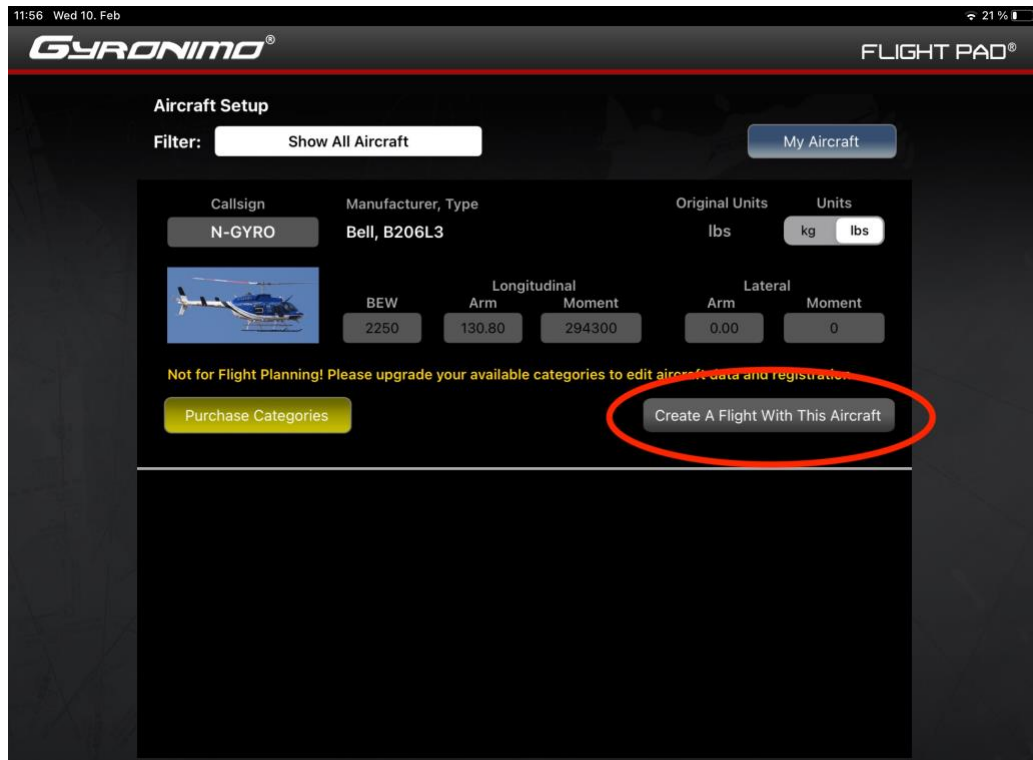 11:56 Wed 10. Feb 21 %
GYRONIMO® FLIGHT PAD®
Aircraft Setup
Filter: Show All Aircraft My Aircraft
Callsign Manufacturer, Type Original Units Units
N-GYRO Bell, B206L3 lbs kg lbs
Longitudinal Lateral
BEW Arm Moment Arm Moment
2250 130.80 294300 0.00 0
Not for Flight Planning! Please upgrade your available categories to edit aircraft data and registration
Purchase Categories Create A Flight With This Aircraft